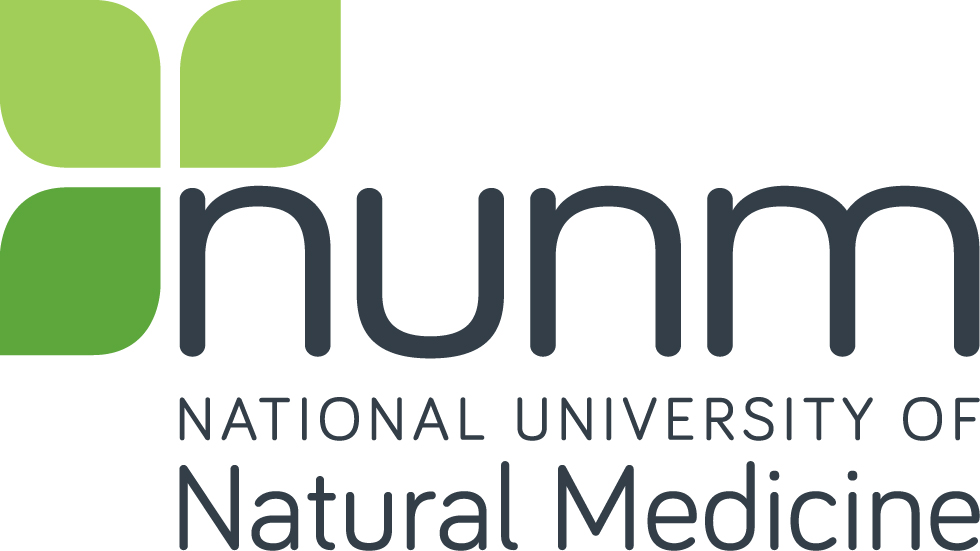 nunm
NATIONAL UNIVERSITY OF
Natural Medicine